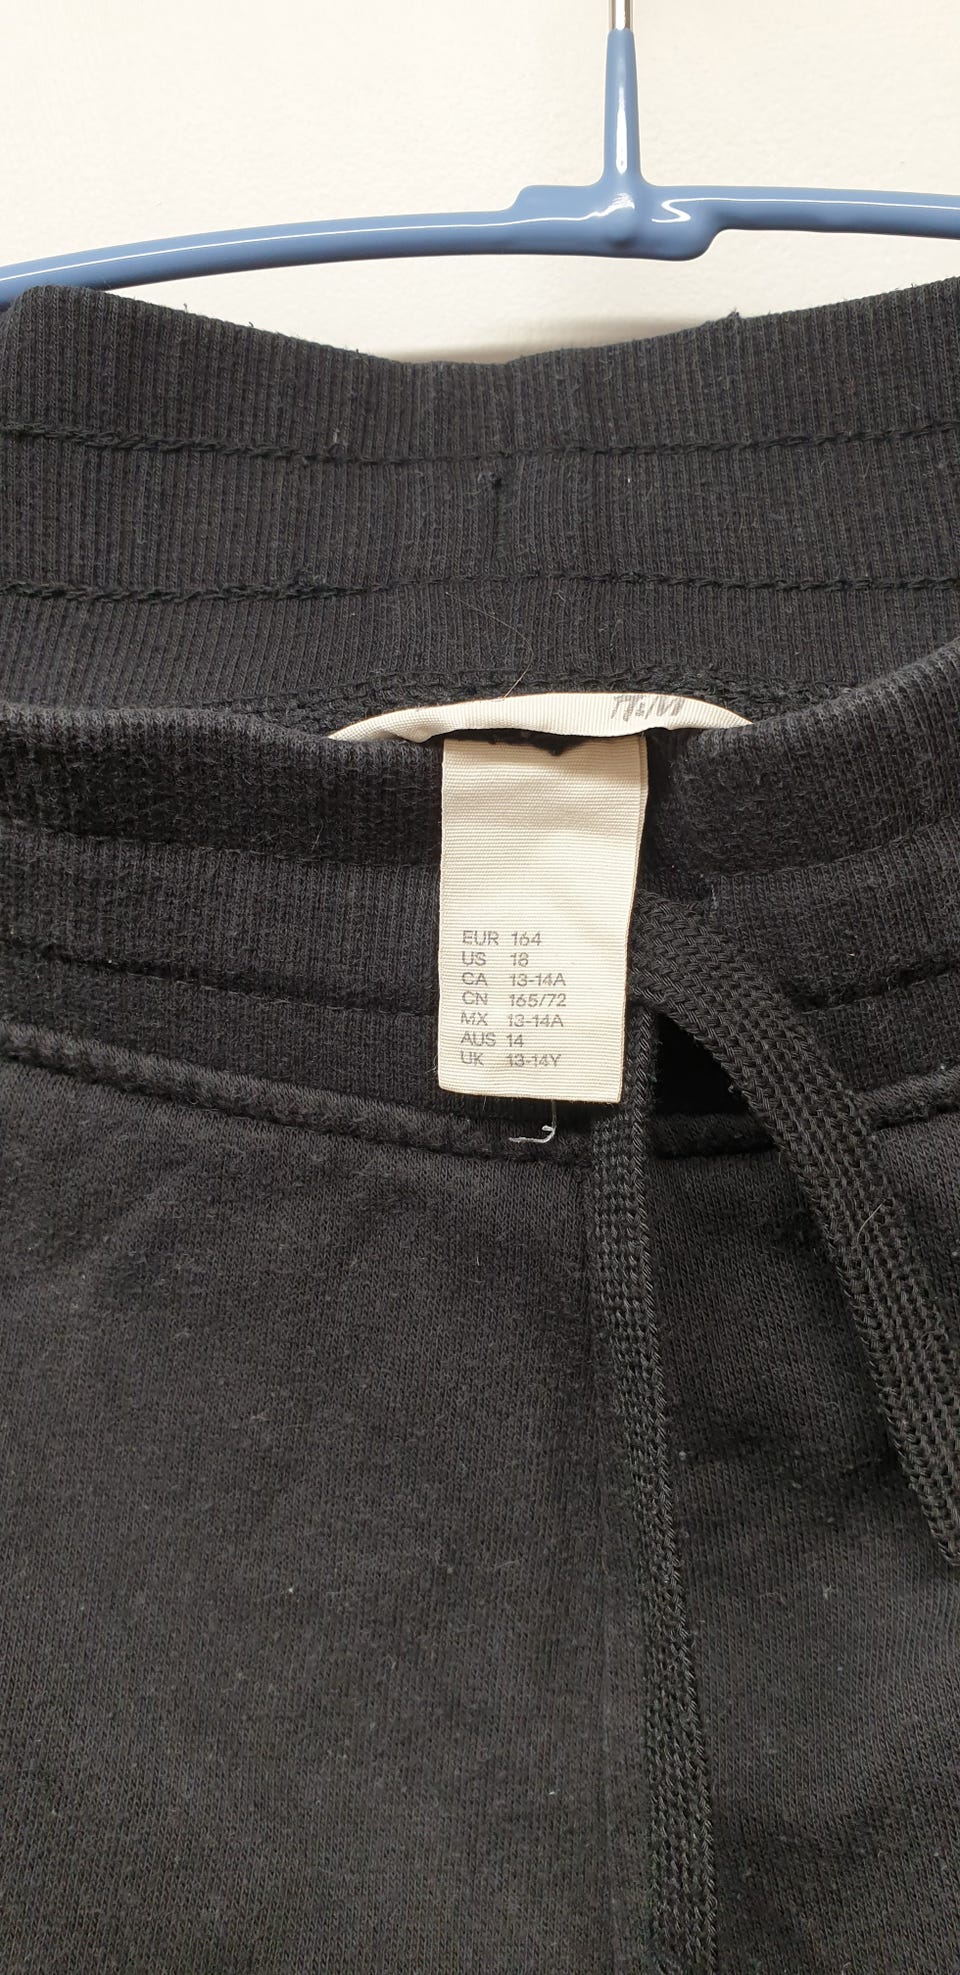 H&M
EUR 164
US 18
CA 13-14A
CN 165/72
MX 13-14A
AUS 14
UK 13-14Y